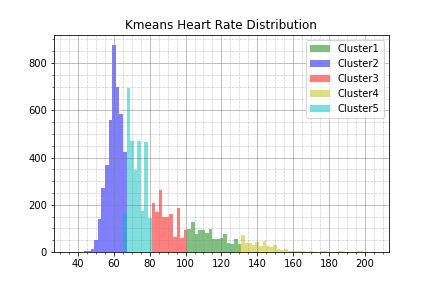 Kmeans Heart Rate Distribution
Cluster1
Cluster2
Cluster3
Cluster4
Cluster5
800
600
400
200
0
40 60 80 100 120 140 160 180 200